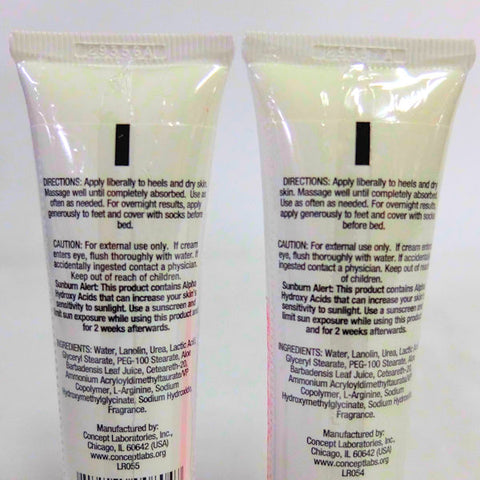 29356A
DIRECTIONS: Apply liberally to heels and dry skin.
Massage well until completely absorbed. Use as
often as needed. For overnight results, apply
generously to feet and cover with socks before
bed.
CAUTION: For external use only. If cream
enters eye, flush thoroughly with water. If
accidentally ingested contact a physician.
Keep out of reach of children.
Sunburn Alert: This product contains Alpha
Hydroxy Acids that can increase your skin's
sensitivity to sunlight. Use a sunscreen and
limit sun exposure while using this product and
for 2 weeks afterwards.
INGREDIENTS: Water, Lanolin, Urea, Lactic Acid,
Glyceryl Stearate, PEG-100 Stearate, Aloe
Barbadensis Leaf Juice, Ceteareth-20,
Ammonium Acryloyldimethyltaurate/VP
Copolymer, L-Arginine, Sodium
Hydroxymethylglycinate, Sodium Hydroxide,
Fragrance.
Manufactured by:
Concept Laboratories, Inc.,
Chicago, IL 60642 (USA)
www.conceptlabs.org
LR055
DIRECTIONS: Apply liberally to heels and dry
skin. Massage well until completely absorbed.
Use as often as needed. For overnight results,
apply generously to feet and cover with socks
before bed.
CAUTION: For external use only. If cream
enters eye, flush thoroughly with water. If
accidentally ingested contact a
physician. Keep out of reach
of children.
Sunburn Alert: This product contains Alpha
Hydroxy Acids that can increase your skin's
sensitivity to sunlight. Use a sunscreen and
limit sun exposure while using this product
and for 2 weeks afterwards.
INGREDIENTS: Water, Lanolin, Urea, Lactic Acid,
Glyceryl Stearate, PEG-100 Stearate, Aloe
Barbadensis Leaf Juice, Ceteareth-20,
Ammonium Acryloyldimethyltaurate/VP
Copolymer, L-Arginine, Sodium
Hydroxymethylglycinate, Sodium Hydroxide,
Fragrance.
Manufactured by:
Concept Laboratories, Inc.,
Chicago, IL 60642 (USA)
www.conceptlabs.org
LR054